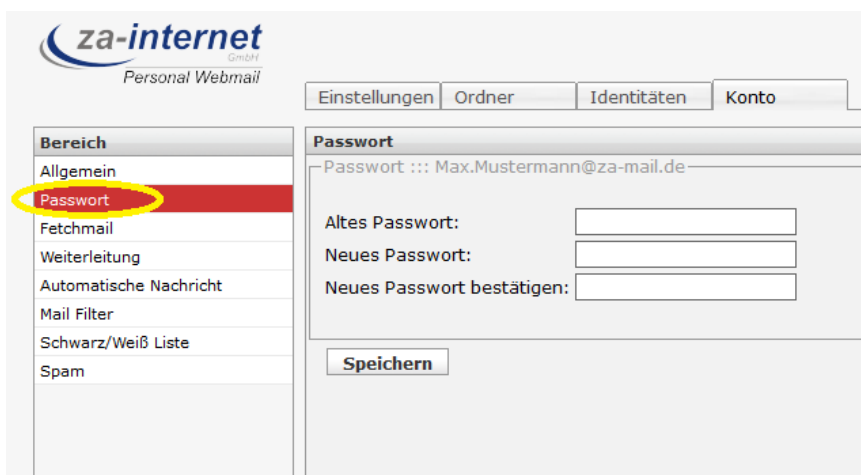 za-internet
GmbH
Personal Webmail
Einstellungen Ordner Identitäten Konto
Bereich
Allgemein
Passwort
Fetchmail
Weiterleitung
Automatische Nachricht
Mail Filter
Schwarz/Weiß Liste
Spam
Passwort
Passwort ::: Max.Mustermann@za-mail.de
Altes Passwort:
Neues Passwort:
Neues Passwort bestätigen:
Speichern